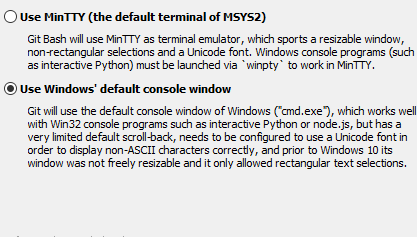 Use MinTTY (the default terminal of MSYS2)
Git Bash will use MinTTY as terminal emulator, which sports a resizable window,
non-rectangular selections and a Unicode font. Windows console programs (such
as interactive Python) must be launched via `winpty` to work in MinTTY.
Use Windows' default console window
Git will use the default console window of Windows ("cmd.exe"), which works well
with Win32 console programs such as interactive Python or node.js, but has a
very limited default scroll-back, needs to be configured to use a Unicode font in
order to display non-ASCII characters correctly, and prior to Windows 10 its
window was not freely resizable and it only allowed rectangular text selections.